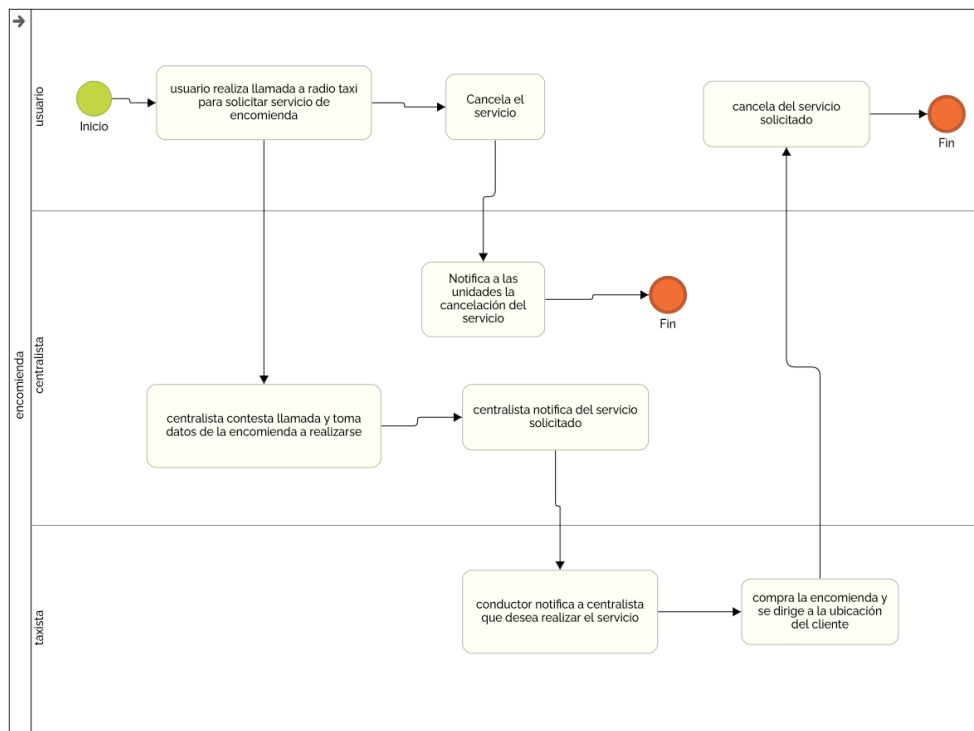 encomienda
usuario
Inicio
usuario realiza llamada a radio taxi
para solicitar servicio de
encomienda
Cancela el
servicio
cancela del servicio
solicitado
Fin
centralista
Notifica a las
unidades la
cancelación del
servicio
Fin
centralista contesta llamada y toma
datos de la encomienda a realizarse
centralista notifica del servicio
solicitado
taxista
conductor notifica a centralista
que desea realizar el servicio
compra la encomienda y
se dirige a la ubicación
del cliente